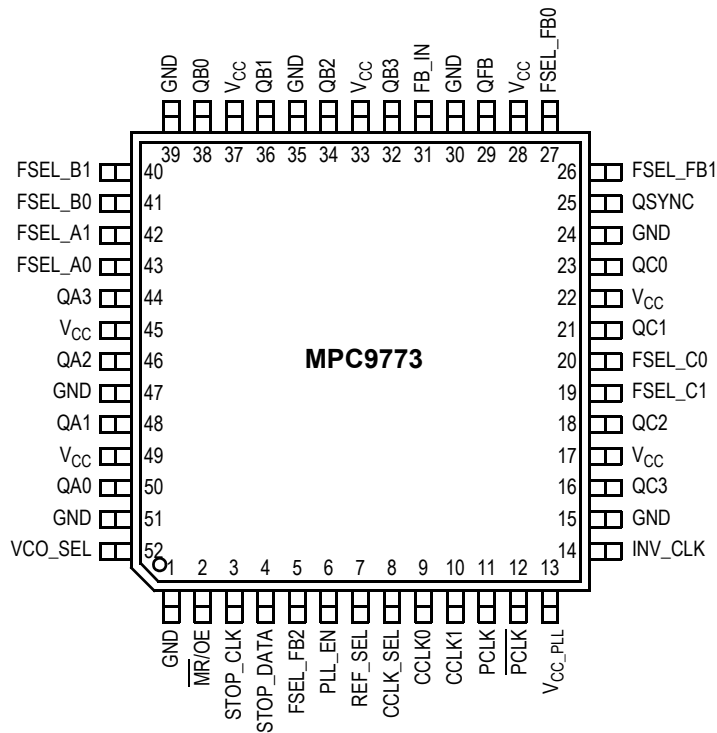 GND QB0 VCC QB1 GND QB2 VCC QB3 FB_IN GND QFB VCC FSEL_FB0
39 38 37 36 35 34 33 32 31 30 29 28 27
FSEL_B1 40 26 FSEL_FB1
FSEL_B0 41 25 QSYNC
FSEL_A1 42 24 GND
FSEL_A0 43 23 QC0
QA3 44 22 VCC
VCC 45 21 QC1
QA2 46 MPC9773 20 FSEL_C0
GND 47 19 FSEL_C1
QA1 48 18 QC2
VCC 49 17 VCC
QA0 50 16 QC3
GND 51 15 GND
VCO_SEL 52 14 INV_CLK
1 2 3 4 5 6 7 8 9 10 11 12 13
GND MR/OE STOP_CLK STOP_DATA FSEL_FB2 PLL_EN REF_SEL CCLK_SEL CCLK0 CCLK1 PCLK PCLK VCC_PLL